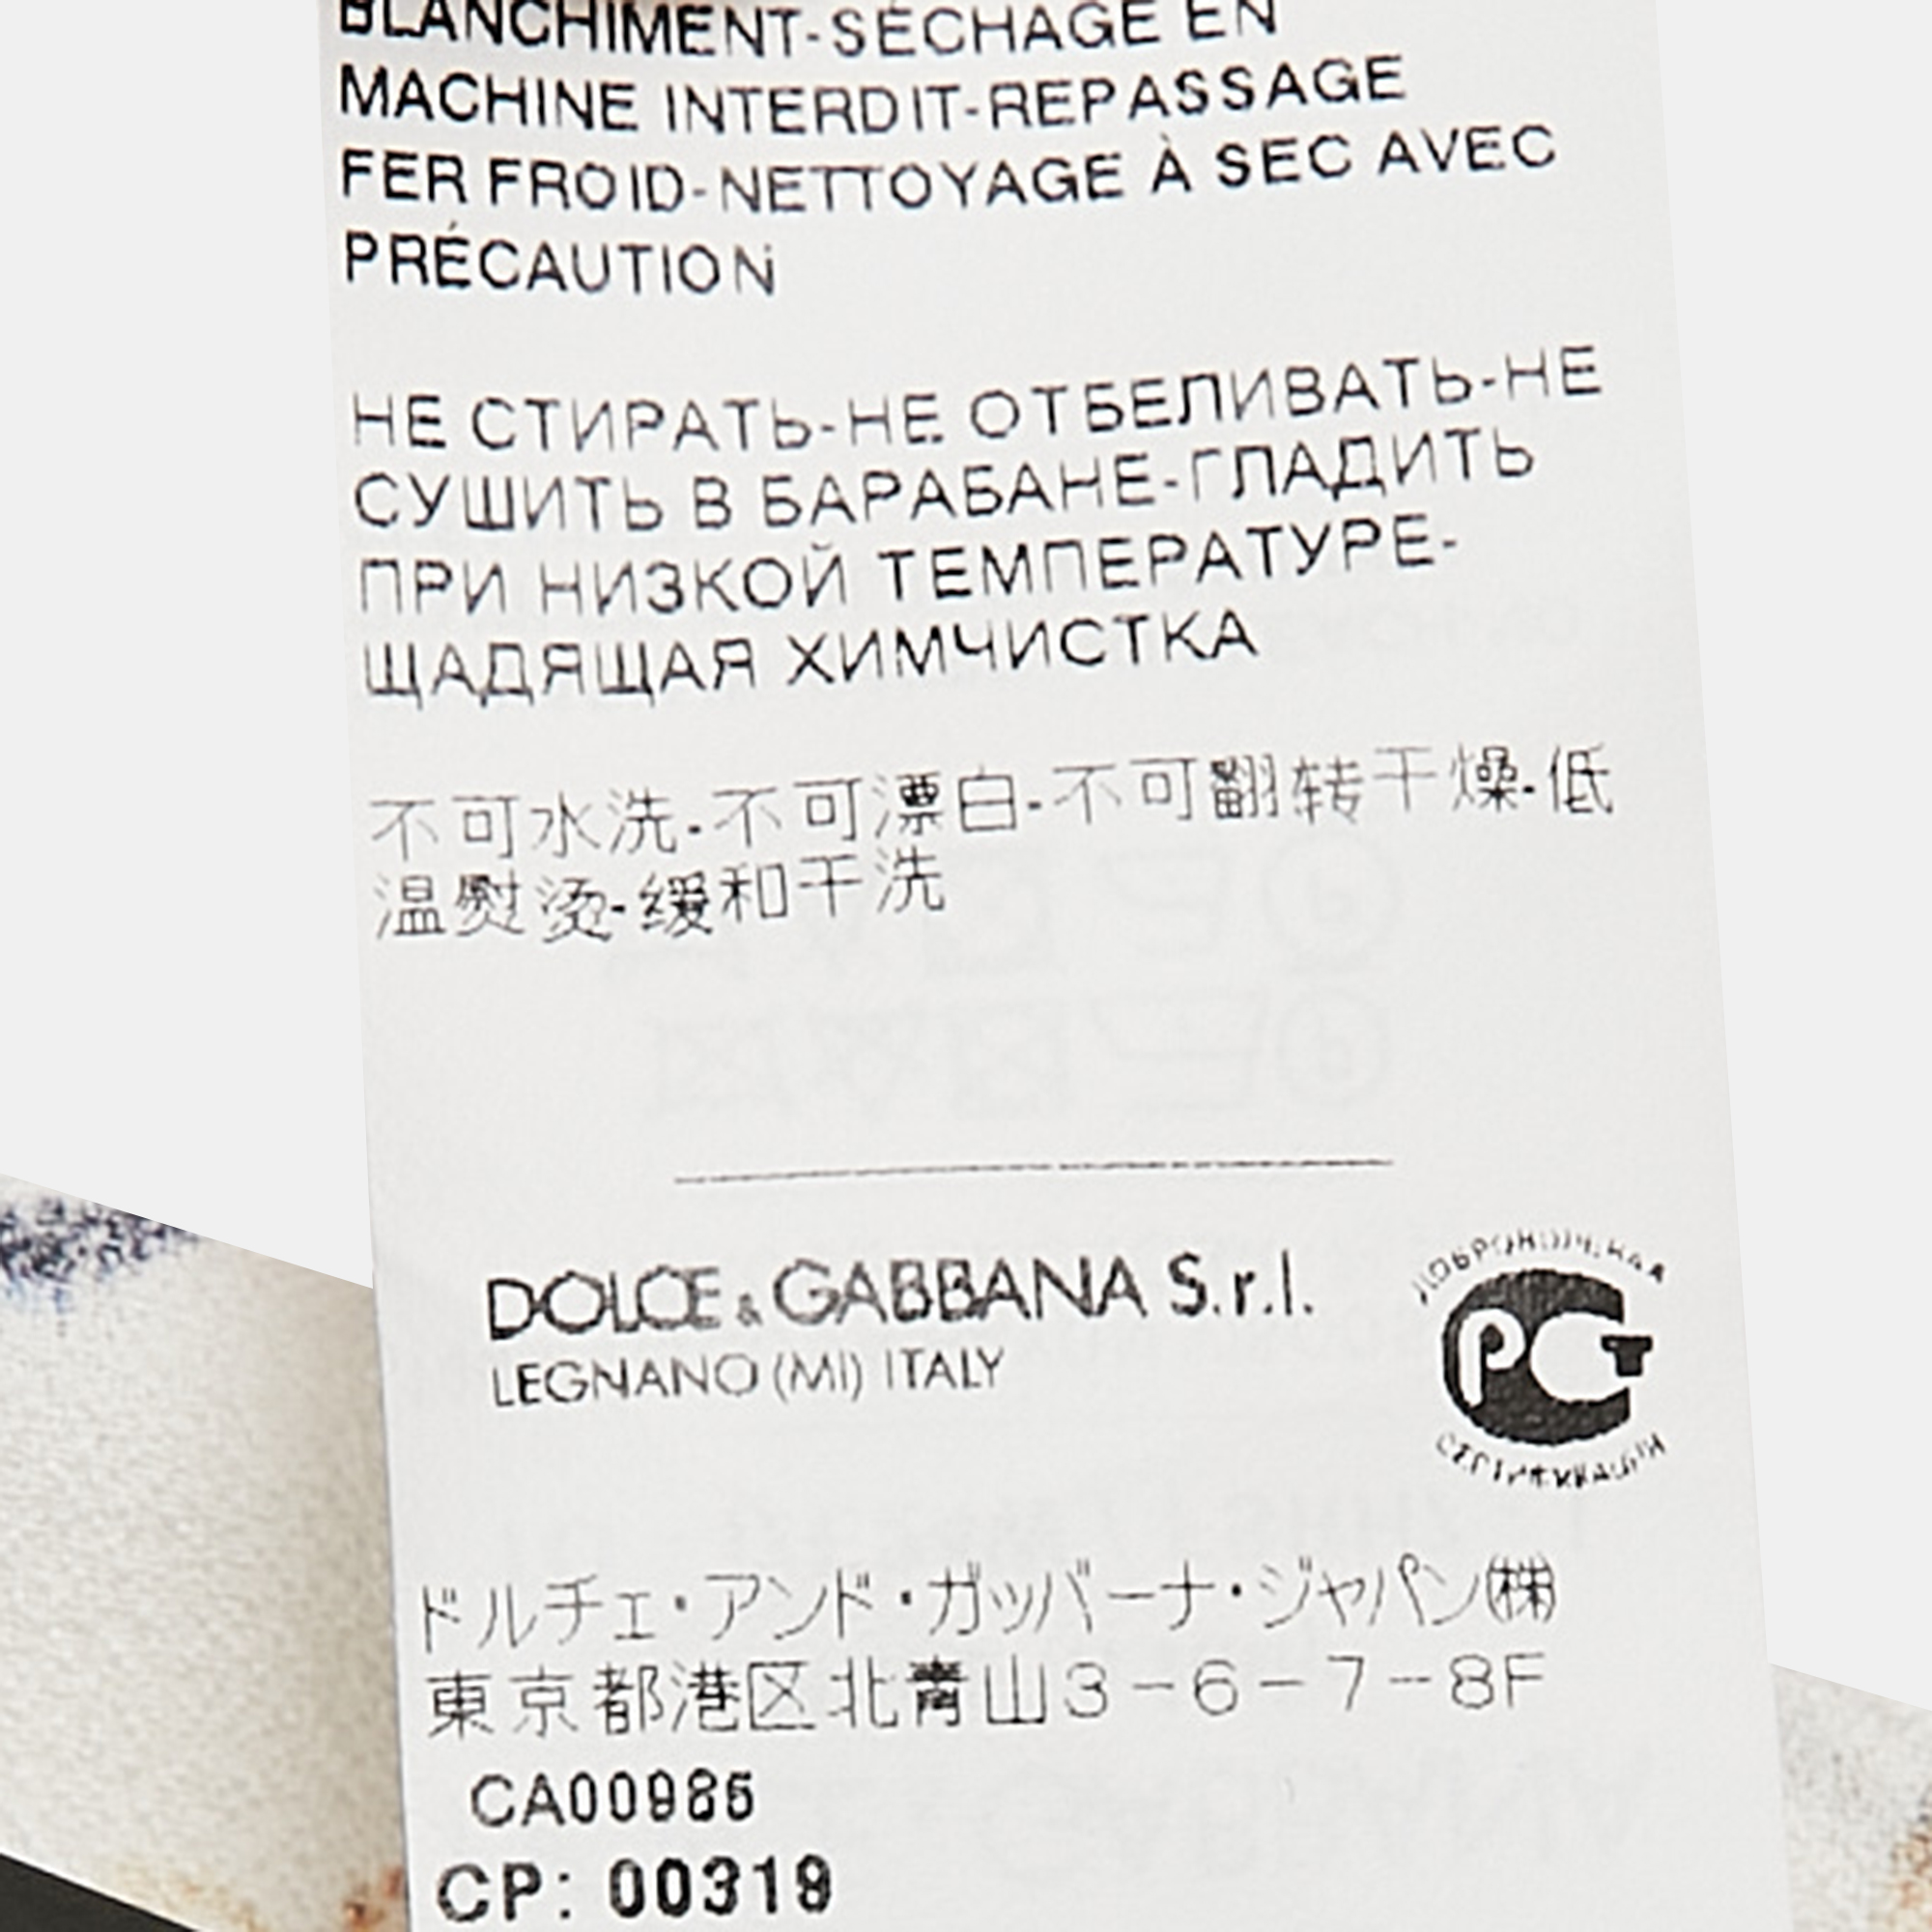 BLANCHIMENT-SÉCHAGE EN
MACHINE INTERDIT-REPASSAGE
FER FROID-NETTOYAGE À SEC AVEC
PRÉCAUTION
НЕ СТИРАТЬ-НЕ ОТБЕЛИВАТЬ-НЕ
СУШИТЬ В БАРАБАНЕ-ГЛАДИТЬ
ПРИ НИЗКОЙ ТЕМПЕРАТУРЕ-
ЩАДЯЩАЯ ХИМЧИСТКА
不可水洗-不可漂白-不可翻转干燥-低
温熨烫-缓和干洗
DOLCE & GABBANA S.r.l.
LEGNANO (MI) ITALY
PCT
ドルチェ・アンド・ガッバーナ・ジャパン㈱
東京都港区北青山3-6-7-8F
CA00985
CP: 00319